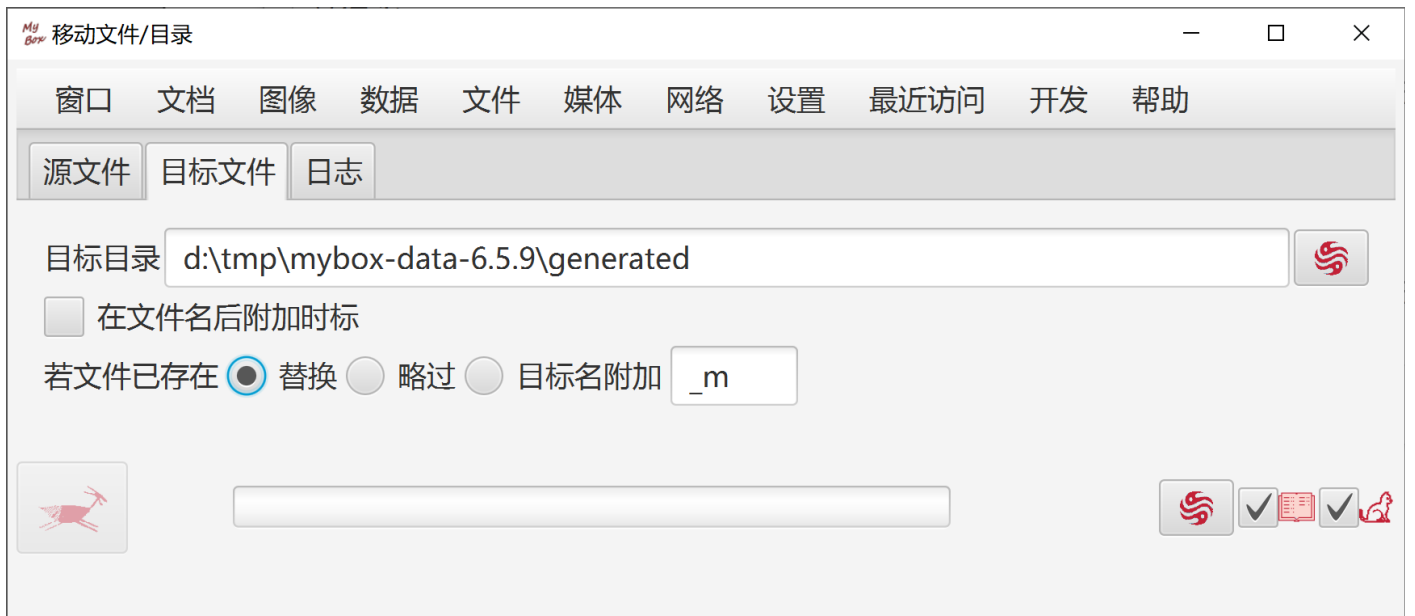 My Box 移动文件/目录
窗口 文档 图像 数据 文件 媒体 网络 设置 最近访问 开发 帮助
源文件 目标文件 日志
目标目录 d:\tmp\mybox-data-6.5.9\generated
在文件名后附加时标
若文件已存在 替换 略过 目标名附加 _m